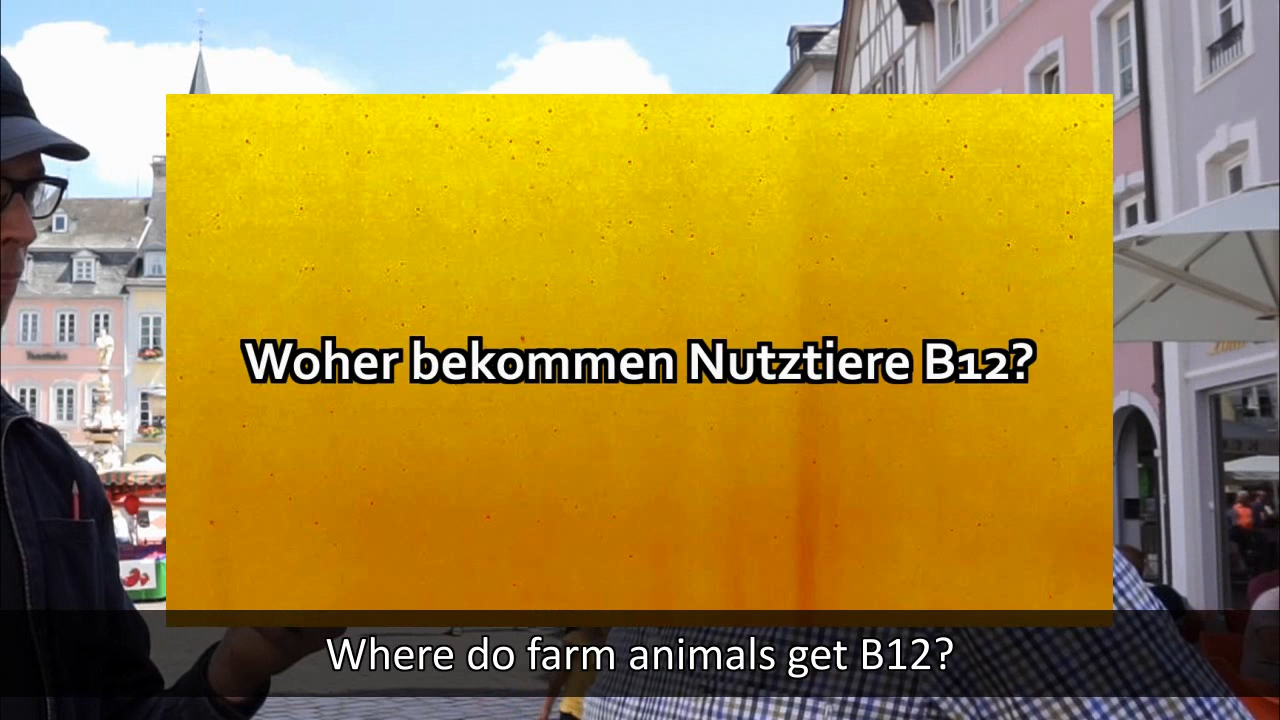 Woher bekommen Nutztiere B12?
Where do farm animals get B12?